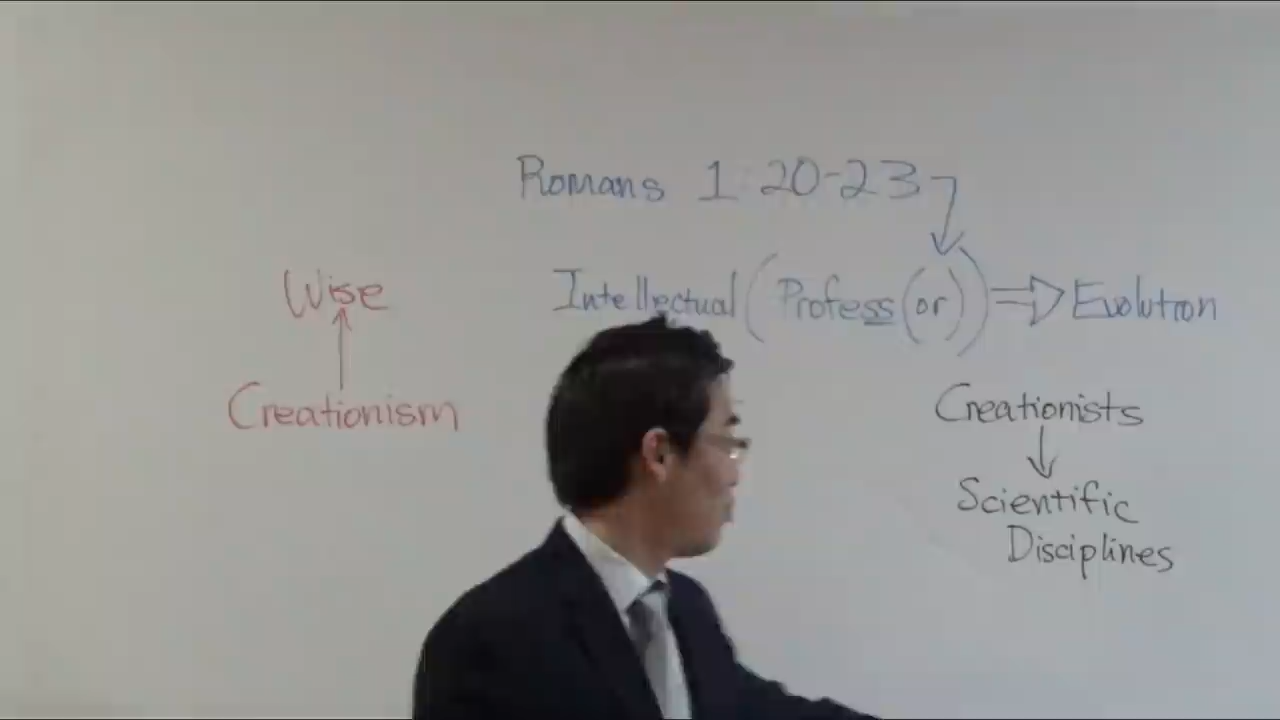 Romans 1:20-23
Wise
Intellectual (Profess(or)) ⇒ Evolution
Creationism
Creationists
Scientific
Disciplines